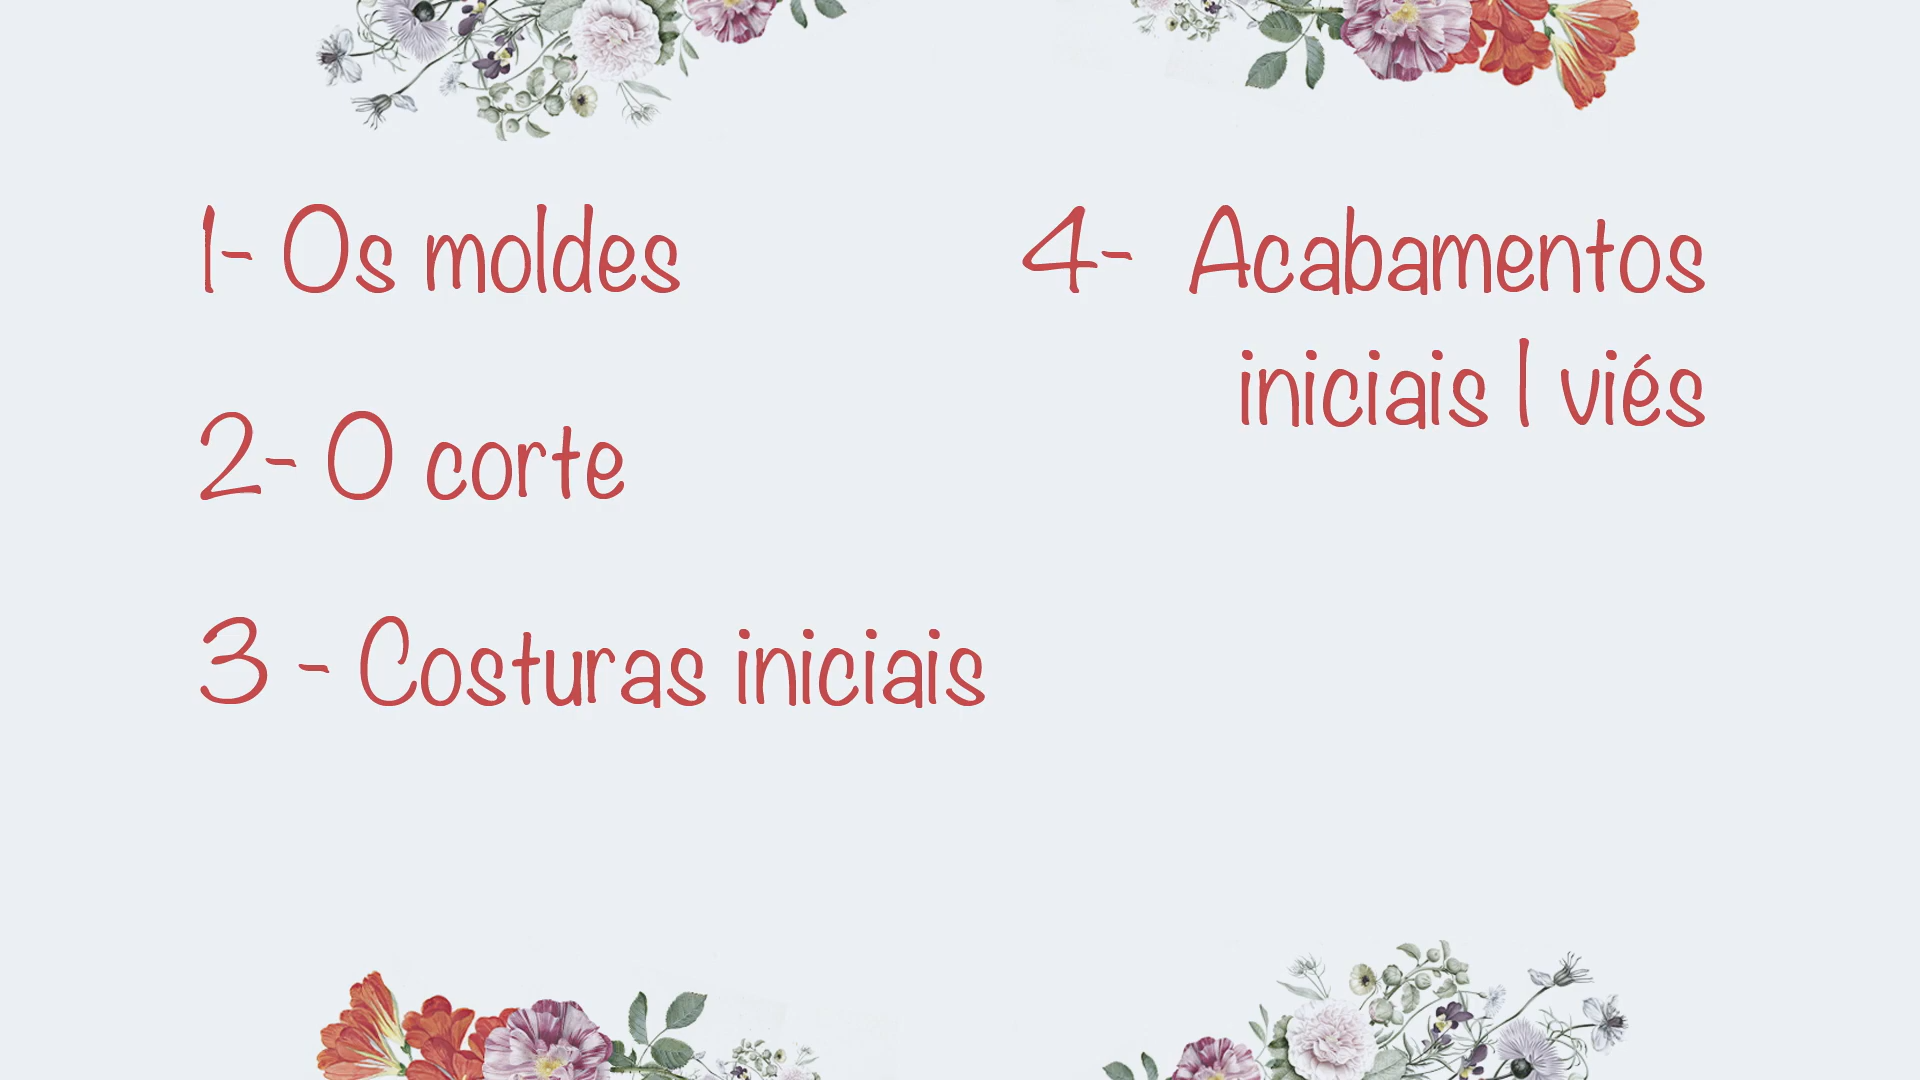 1- Os moldes
2- O corte
3 - Costuras iniciais
4- Acabamentos
iniciais | viés